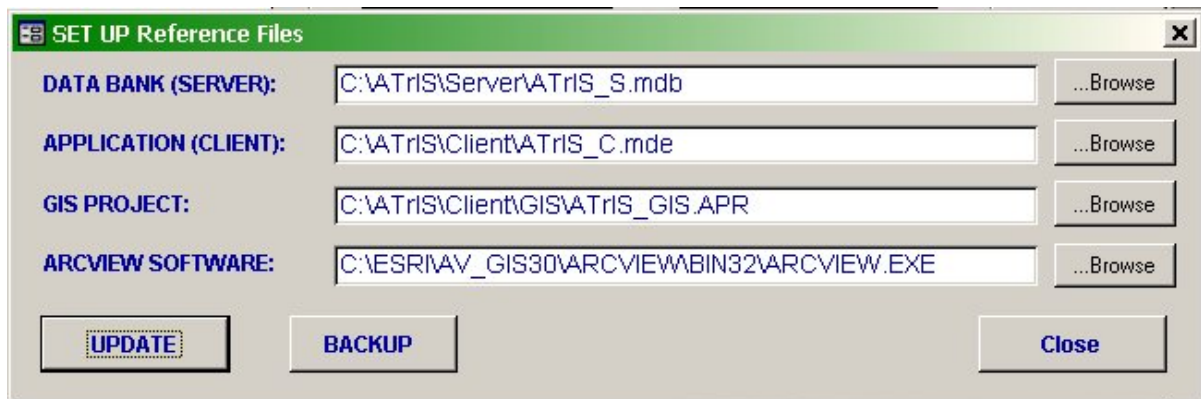 SET UP Reference Files
DATA BANK (SERVER): C:\ATrIS\Server\ATrIS_S.mdb ...Browse
APPLICATION (CLIENT): C:\ATrIS\Client\ATrIS_C.mde ...Browse
GIS PROJECT: C:\ATrIS\Client\GIS\ATrIS_GIS.APR ...Browse
ARCVIEW SOFTWARE: C:\ESRI\AV_GIS30\ARCVIEW\BIN32\ARCVIEW.EXE ...Browse
UPDATE BACKUP Close